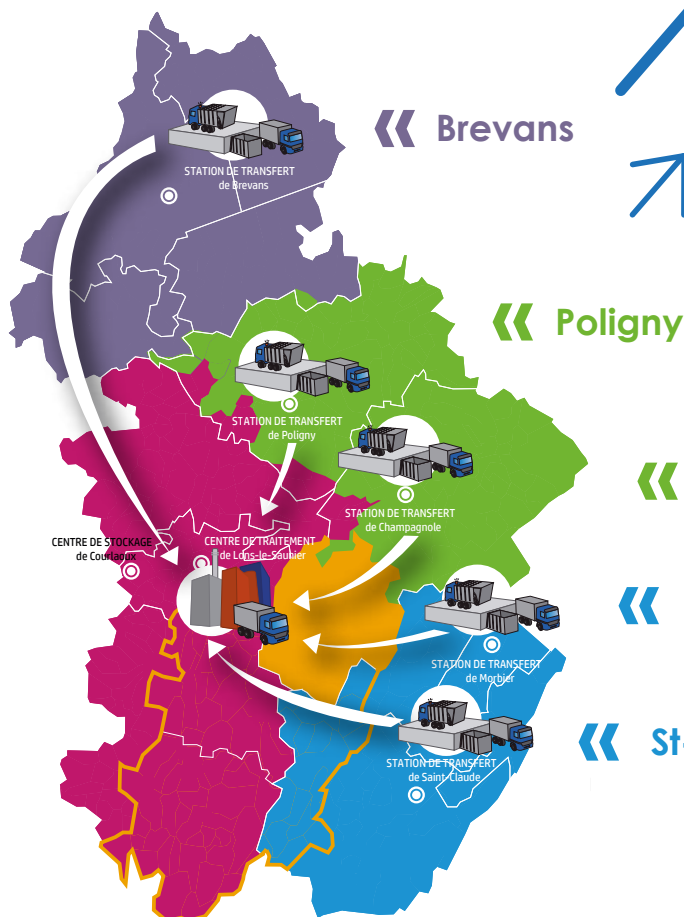 « Brevans
STATION DE TRANSFERT
de Brevans
« Poligny
STATION DE TRANSFERT
de Poligny
«
STATION DE TRANSFERT
de Champagnole
CENTRE DE STOCKAGE
de Courlaoux
CENTRE DE TRAITEMENT
de Lons-le-Saunier
«
STATION DE TRANSFERT
de Morbier
« St
STATION DE TRANSFERT
de Saint-Claude